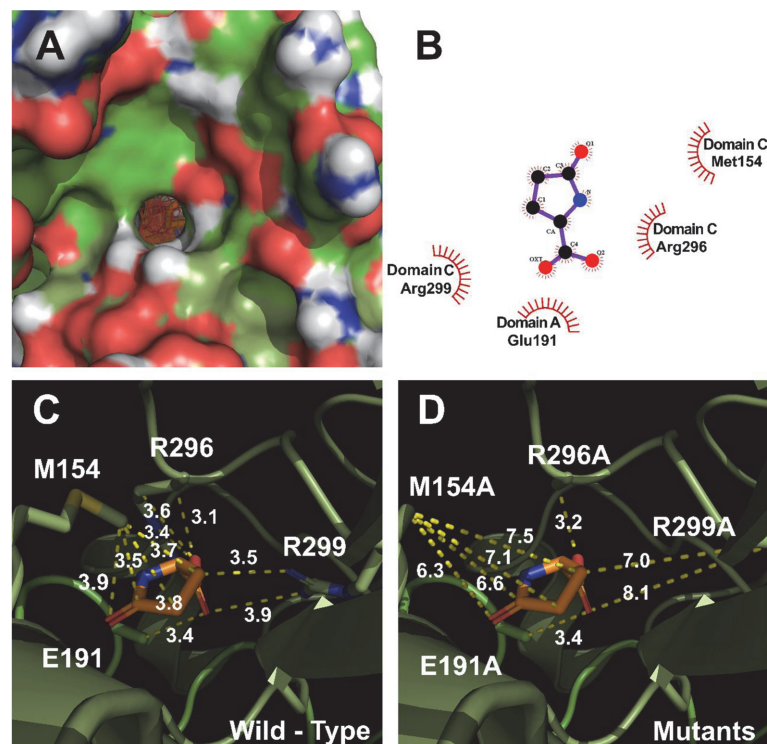 A
B
O1
C3
C2
N
C1
CA
C4
OXT
O2
Domain C
Met154
Domain C
Arg296
Domain C
Arg299
Domain A
Glu191
C
R296
M154
3.6
3.1
3.4
3.7
3.5
3.5
R299
3.9
3.8
3.9
3.4
E191
Wild - Type
D
R296A
M154A
3.2
R299A
7.5
7.1
7.0
6.3
6.6
8.1
3.4
E191A
Mutants